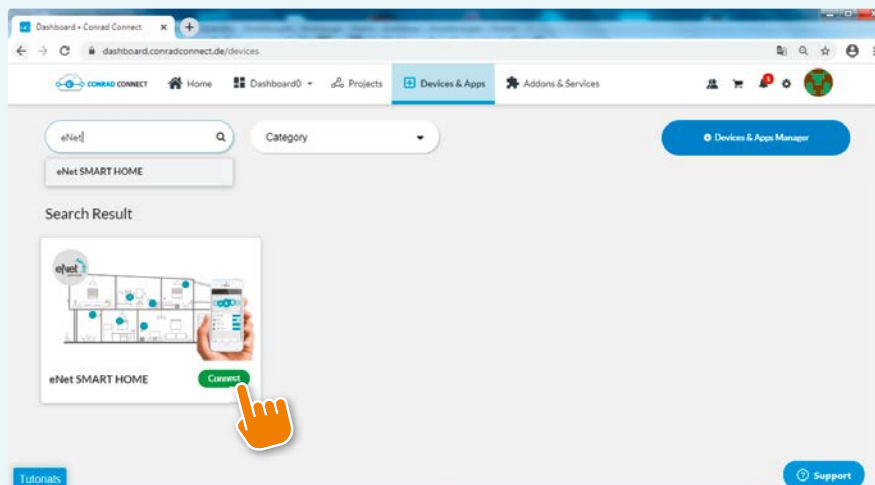 Dashboard • Conrad Connect
dashboard.conradconnect.de/devices
CONRAD CONNECT
Home
Dashboard0
Projects
Devices & Apps
Addons & Services
eNet
Category
Devices & Apps Manager
eNet SMART HOME
Search Result
eNet
eNet SMART HOME
Connect
Tutorials
Support